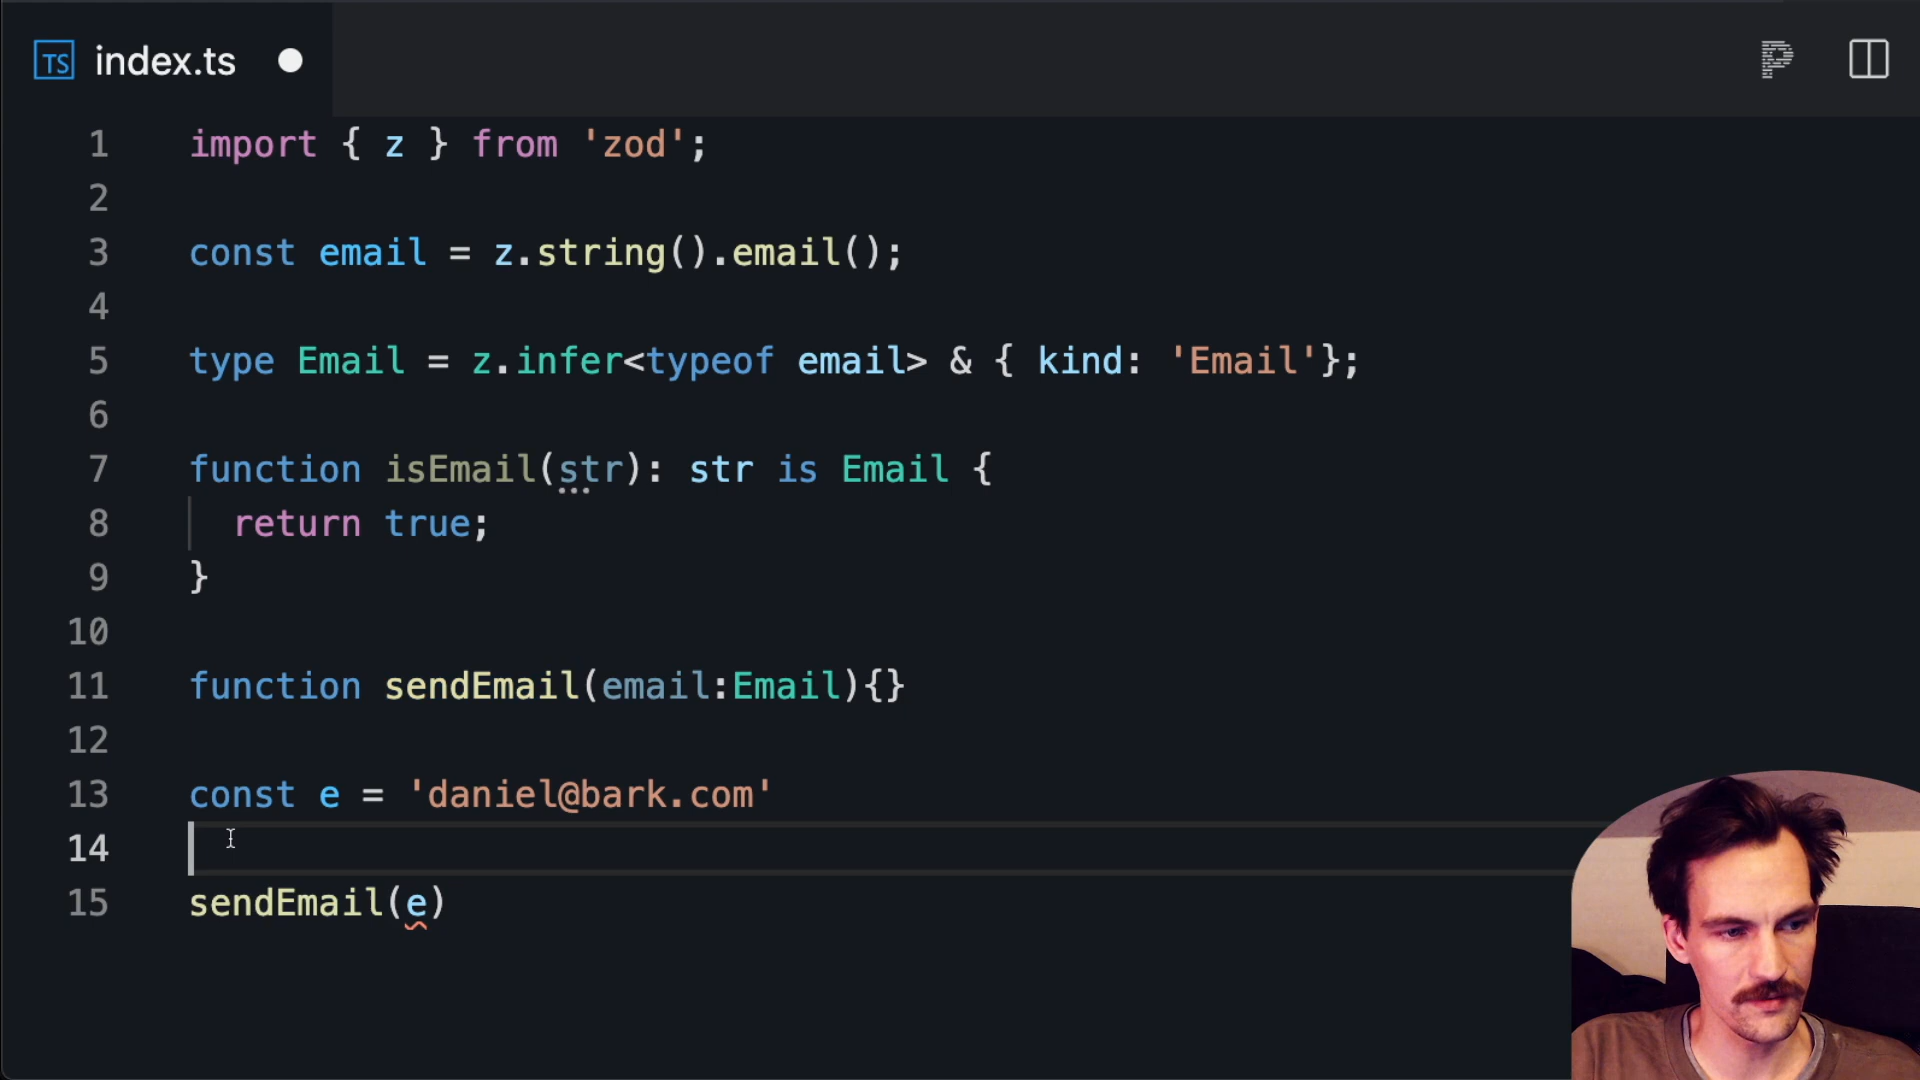 TS index.ts
1 import { z } from 'zod';
2
3 const email = z.string().email();
4
5 type Email = z.infer<typeof email> & { kind: 'Email'};
6
7 function isEmail(str): str is Email {
8 return true;
9 }
10
11 function sendEmail(email:Email){}
12
13 const e = 'daniel@bark.com'
14
15 sendEmail(e)